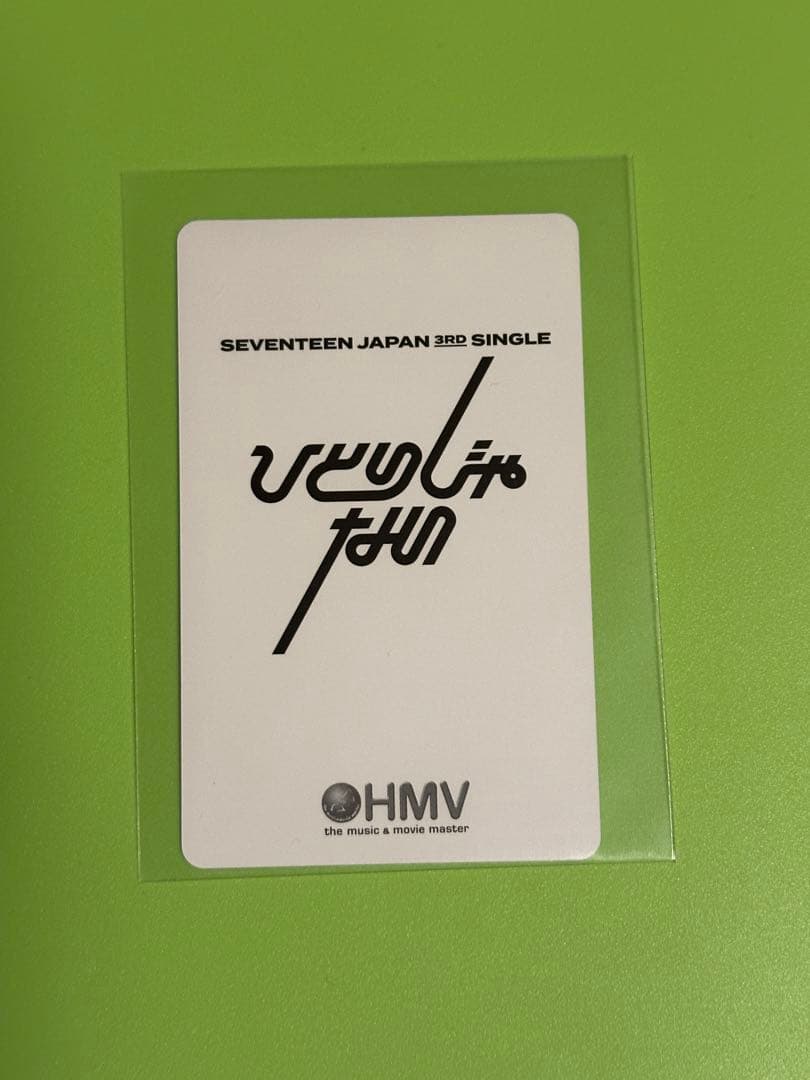 SEVENTEEN JAPAN 3RD SINGLE
ひとりじゃ
ない
HMV
the music & movie master